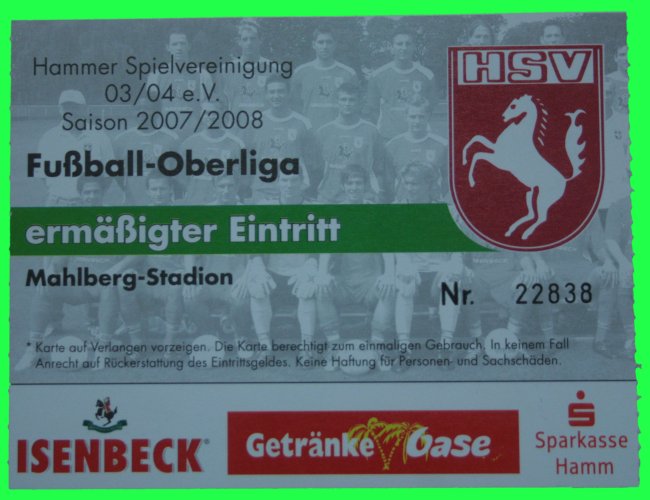 Hammer Spielvereinigung
03/04 e.V.
Saison 2007/2008
Fußball-Oberliga
HSV
ermäßigter Eintritt
Mahlberg-Stadion
Nr. 22838
* Karte auf Verlangen vorzeigen. Die Karte berechtigt zum einmaligen Gebrauch. In keinem Fall
Anrecht auf Rückerstattung des Eintrittsgeldes. Keine Haftung für Personen- und Sachschäden.
ISENBECK
Getränke Oase
Sparkasse
Hamm